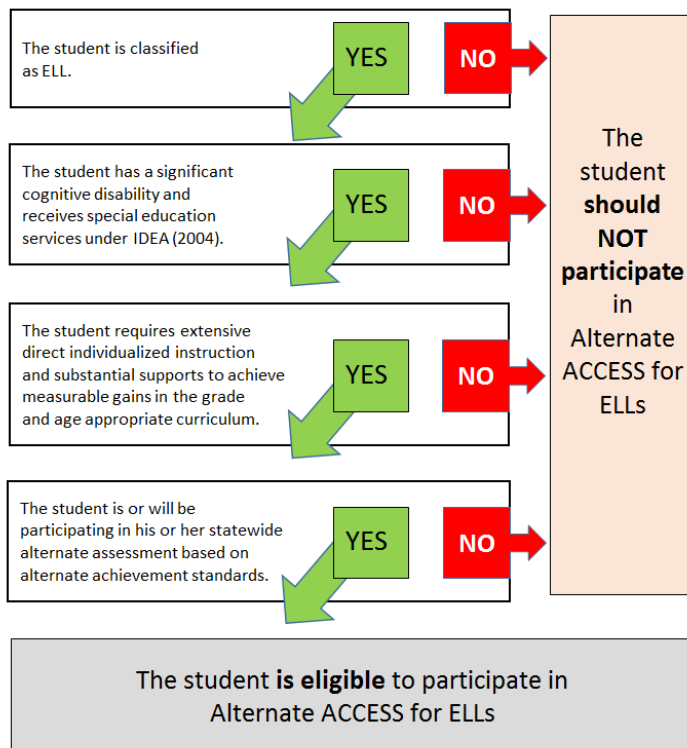 The student is classified
as ELL.
YES
NO
The student has a significant
cognitive disability and
receives special education
services under IDEA (2004).
YES
NO
The student requires extensive
direct individualized instruction
and substantial supports to achieve
measurable gains in the grade
and age appropriate curriculum.
YES
NO
The student is or will be
participating in his or her statewide
alternate assessment based on
alternate achievement standards.
YES
NO
The
student
should
NOT
participate
in
Alternate
ACCESS for
ELLs
The student is eligible to participate in
Alternate ACCESS for ELLs